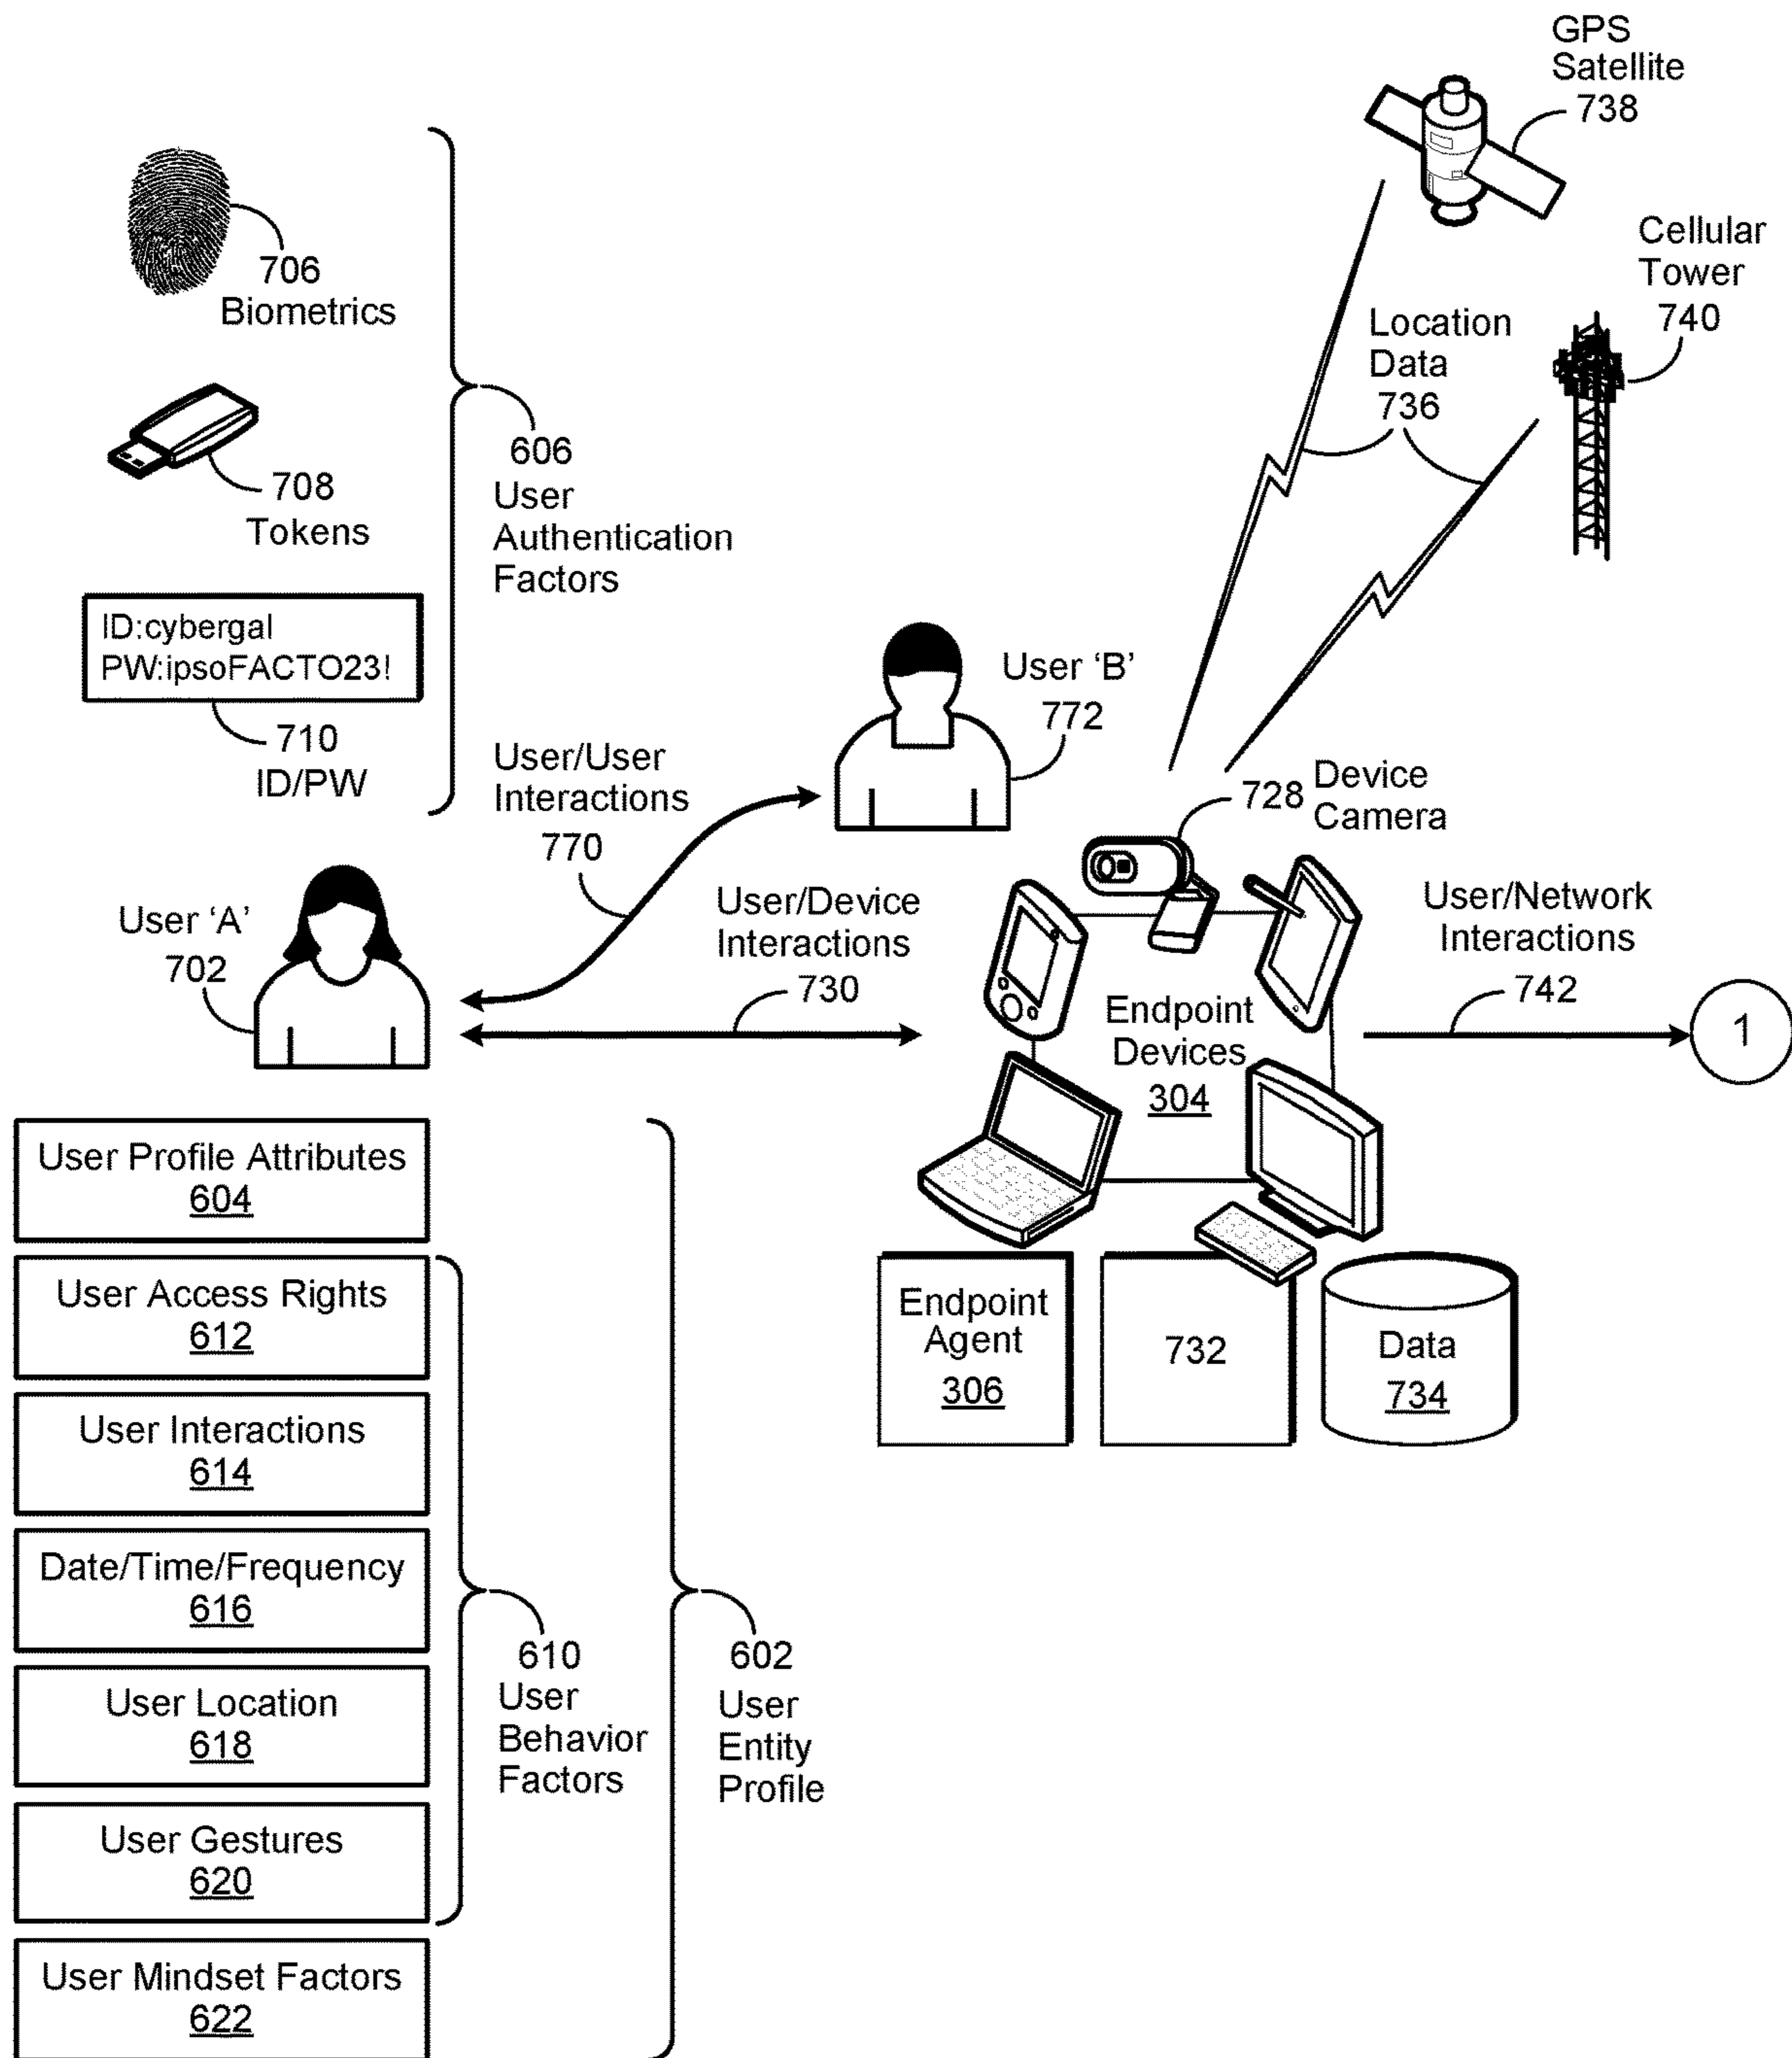 GPS
Satellite
738
Cellular
Tower
740
Location
Data
736
706
Biometrics
708
Tokens
ID:cybergal
PW:ipsoFACTO23!
710
ID/PW
606
User
Authentication
Factors
User ‘B’
772
User/User
Interactions
770
728
Device
Camera
User ‘A’
702
User/Device
Interactions
730
Endpoint
Devices
304
User/Network
Interactions
742
1
User Profile Attributes
604
User Access Rights
612
User Interactions
614
Date/Time/Frequency
616
User Location
618
User Gestures
620
User Mindset Factors
622
610
User
Behavior
Factors
602
User
Entity
Profile
Endpoint
Agent
306
732
Data
734